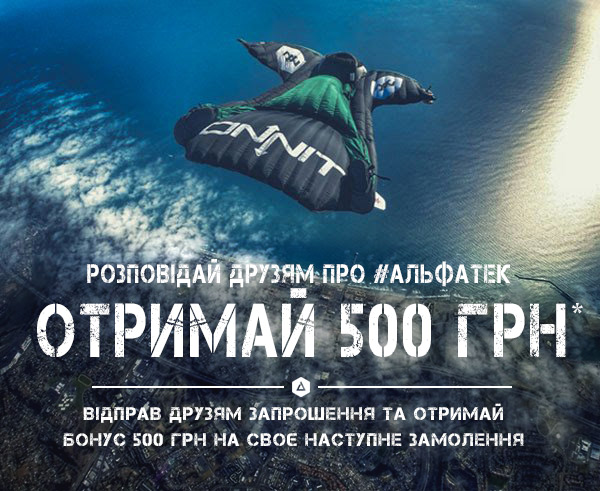 ONNIT
РОЗПОВІДАЙ ДРУЗЯМ ПРО #АЛЬФАТЕК
ОТРИМАЙ 500 ГРН*
ВІДПРАВ ДРУЗЯМ ЗАПРОШЕННЯ ТА ОТРИМАЙ
БОНУС 500 ГРН НА СВОЄ НАСТУПНЕ ЗАМОЛЕННЯ